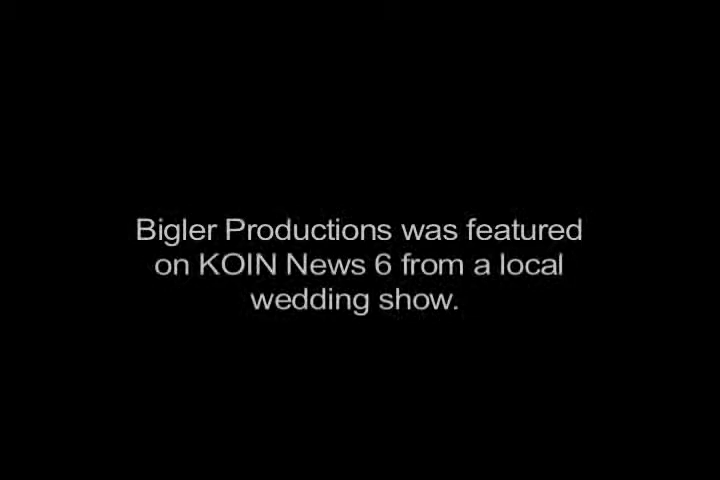 Bigler Productions was featured
on KOIN News 6 from a local
wedding show.